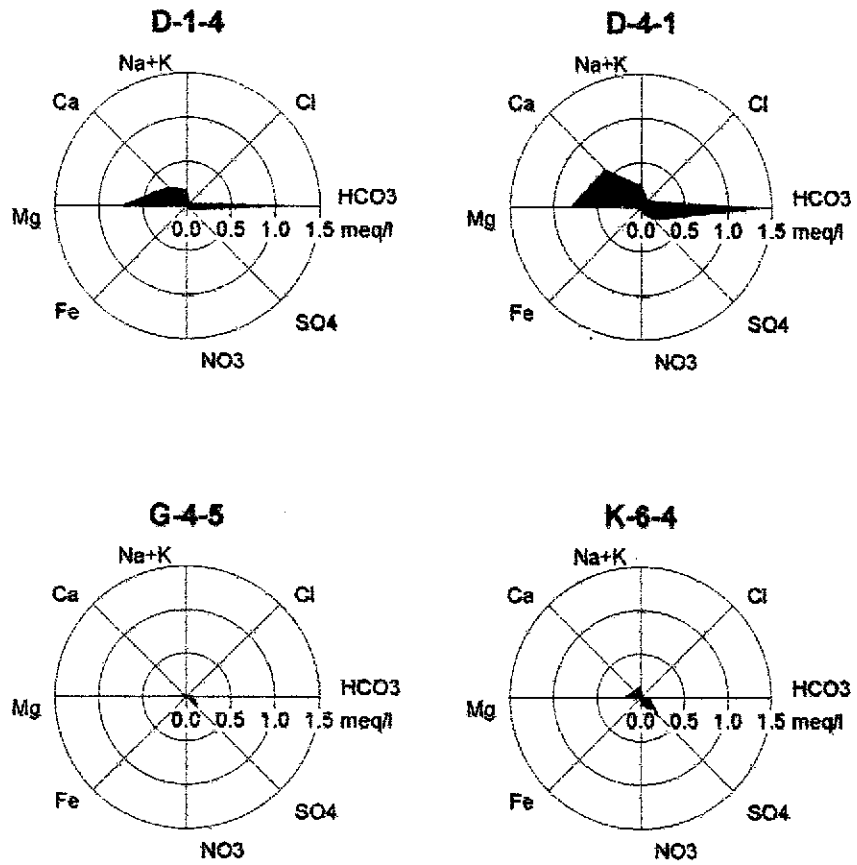 D-1-4
Na+K
Ca
Cl
Mg
HCO3
0.0 0.5 1.0 1.5 meq/l
Fe
SO4
NO3
D-4-1
Na+K
Ca
Cl
Mg
HCO3
0.0 0.5 1.0 1.5 meq/l
Fe
SO4
NO3
G-4-5
Na+K
Ca
Cl
Mg
HCO3
0.0 0.5 1.0 1.5 meq/l
Fe
SO4
NO3
K-6-4
Na+K
Ca
Cl
Mg
HCO3
0.0 0.5 1.0 1.5 meq/l
Fe
SO4
NO3